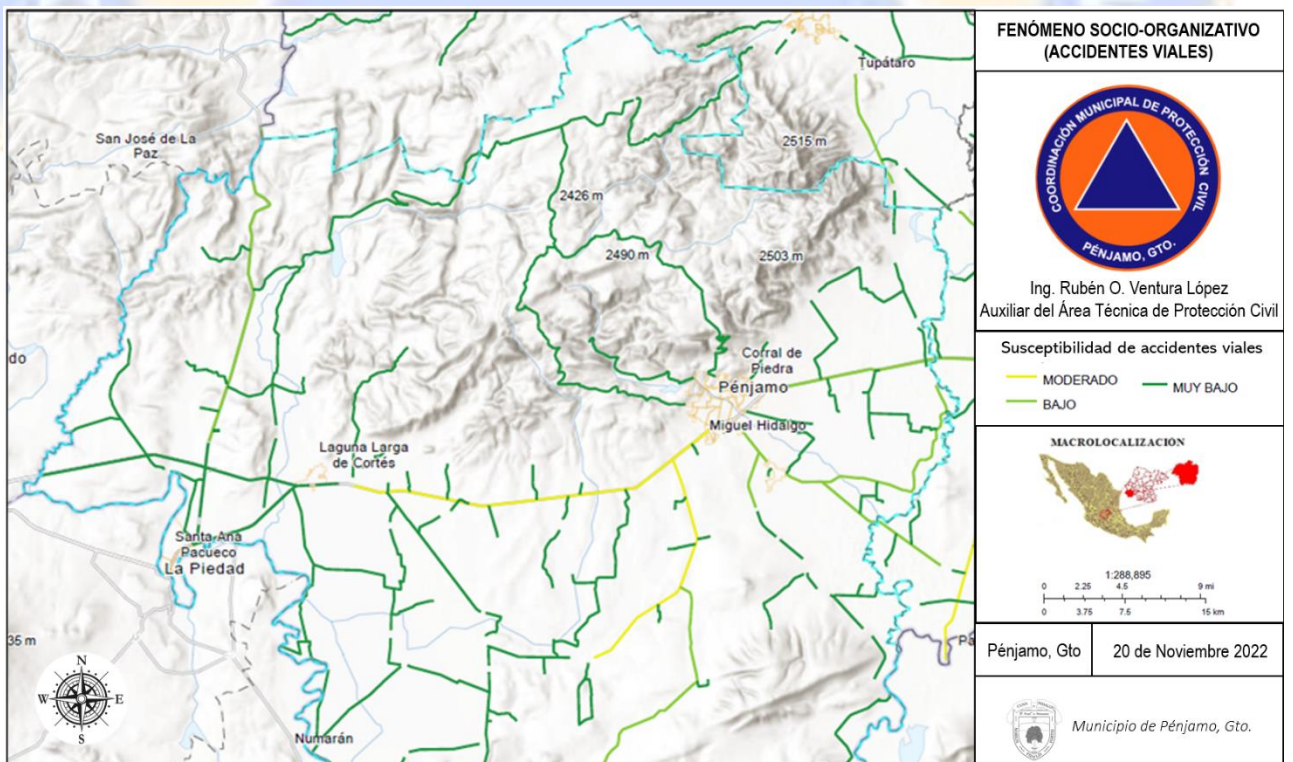 FENÓMENO SOCIO-ORGANIZATIVO
(ACCIDENTES VIALES)
COORDINACIÓN MUNICIPAL DE PROTECCIÓN CIVIL
PÉNJAMO, GTO.
Ing. Rubén O. Ventura López
Auxiliar del Área Técnica de Protección Civil
Susceptibilidad de accidentes viales
MODERADO
MUY BAJO
BAJO
MACROLOCALIZACIÓN
1:288,895
0 2.25 4.5 9 mi
0 3.75 7.5 15 km
Pénjamo, Gto
20 de Noviembre 2022
Municipio de Pénjamo, Gto.
Tupátaro
San José de La
Paz
2515 m
2426 m
2490 m
2503 m
do
Corral de
Piedra
Pénjamo
Miguel Hidalgo
Laguna Larga
de Cortés
Santa Ana
Pacueco
La Piedad
35 m
Pa
N
W E
S
Numarán